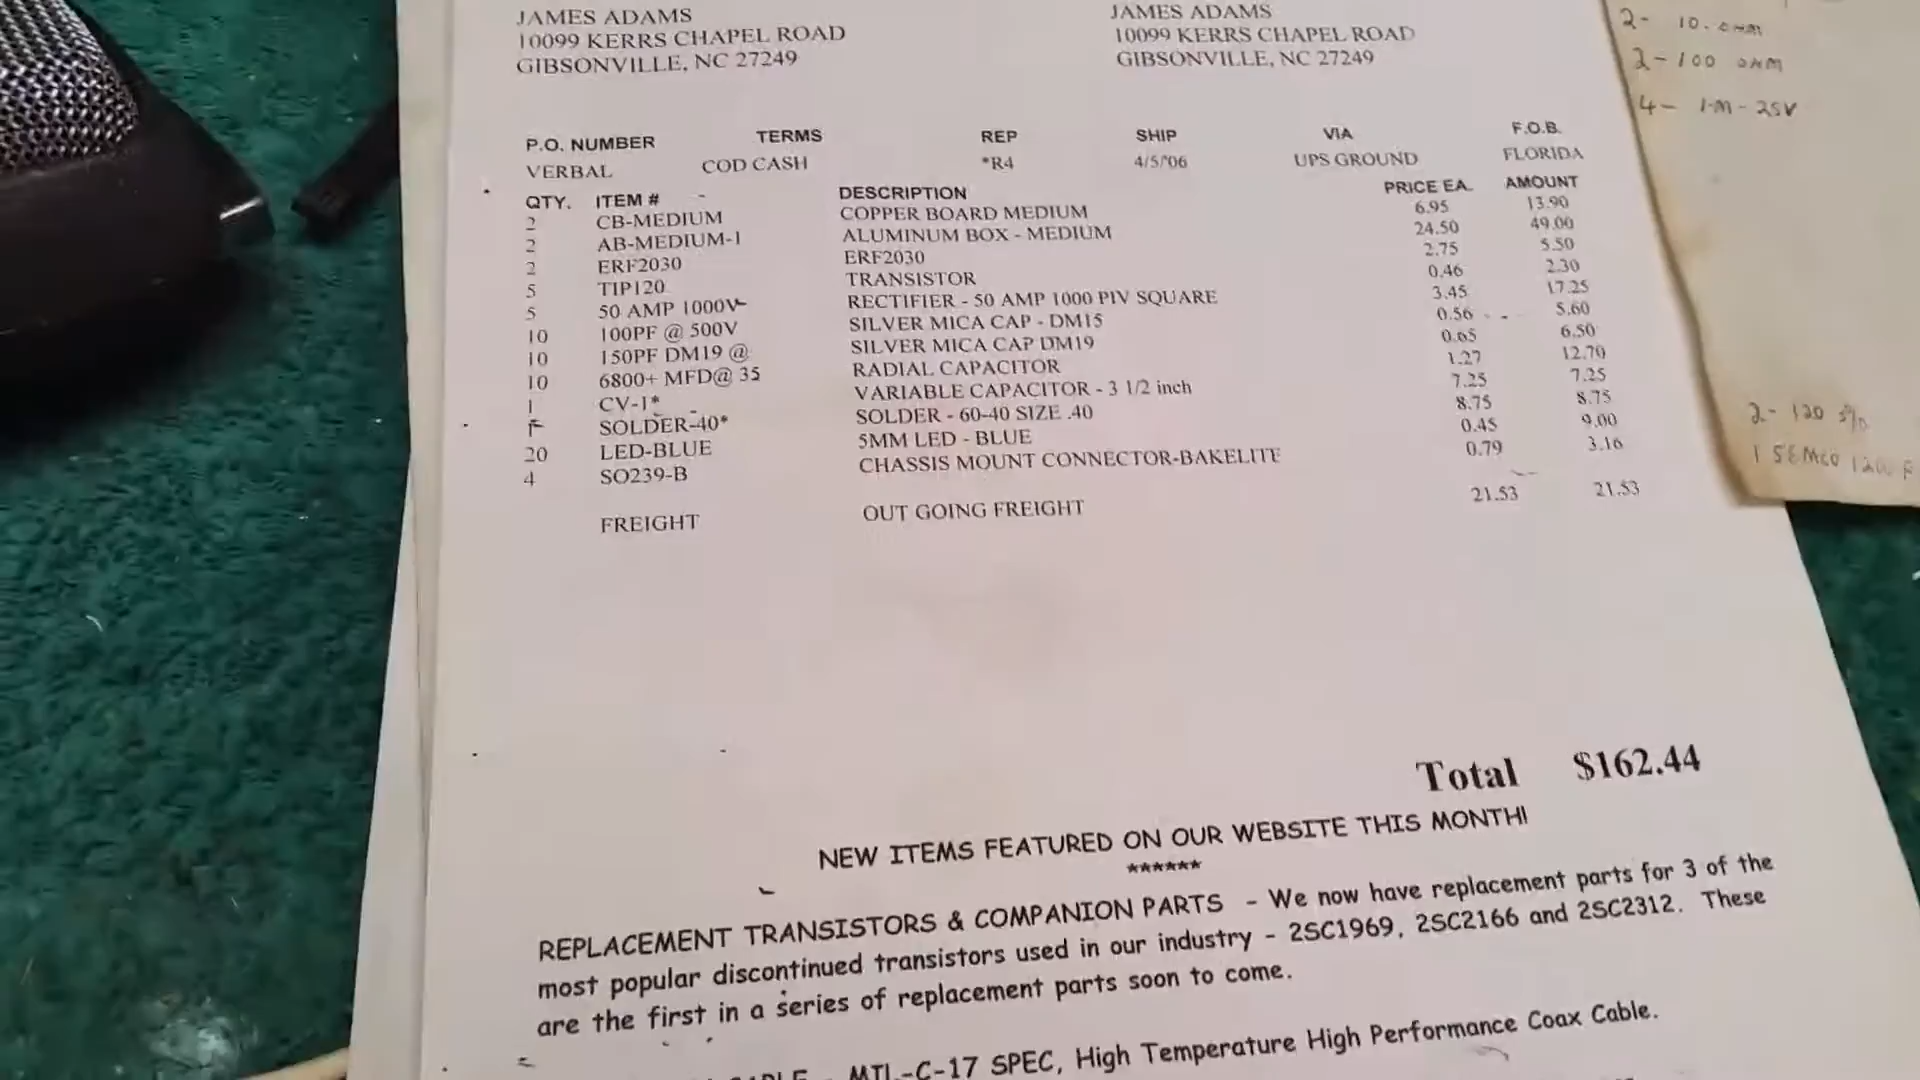 JAMES ADAMS JAMES ADAMS
10099 KERRS CHAPEL ROAD 10099 KERRS CHAPEL ROAD
GIBSONVILLE, NC 27249 GIBSONVILLE, NC 27249
P.O. NUMBER TERMS REP SHIP VIA F.O.B.
VERBAL COD CASH *R4 4/5/'06 UPS GROUND FLORIDA
QTY. ITEM # DESCRIPTION PRICE EA. AMOUNT
2 CB-MEDIUM COPPER BOARD MEDIUM 6.95 13.90
2 AB-MEDIUM-1 ALUMINUM BOX - MEDIUM 24.50 49.00
2 ERF2030 ERF2030 2.75 5.50
5 TIP120 TRANSISTOR 0.46 2.30
5 50 AMP 1000V RECTIFIER - 50 AMP 1000 PIV SQUARE 3.45 17.25
10 100PF @ 500V SILVER MICA CAP - DM15 0.56 5.60
10 150PF DM19 @ SILVER MICA CAP DM19 0.65 6.50
10 6800+ MFD@ 35 RADIAL CAPACITOR 1.27 12.70
1 CV-1* VARIABLE CAPACITOR - 3 1/2 inch 7.25 7.25
1 SOLDER-40* SOLDER - 60-40 SIZE .40 8.75 8.75
20 LED-BLUE 5MM LED - BLUE 0.45 9.00
4 SO239-B CHASSIS MOUNT CONNECTOR-BAKELITE 0.79 3.16
FREIGHT OUT GOING FREIGHT 21.53 21.53
Total $162.44
NEW ITEMS FEATURED ON OUR WEBSITE THIS MONTH!
******
REPLACEMENT TRANSISTORS & COMPANION PARTS - We now have replacement parts for 3 of the
most popular discontinued transistors used in our industry - 2SC1969, 2SC2166 and 2SC2312. These
are the first in a series of replacement parts soon to come.
MIL-C-17 SPEC, High Temperature High Performance Coax Cable.
2- 10. ohm
2-100 ohm
4- 1-M-25V
2- 120
1 SEMCO